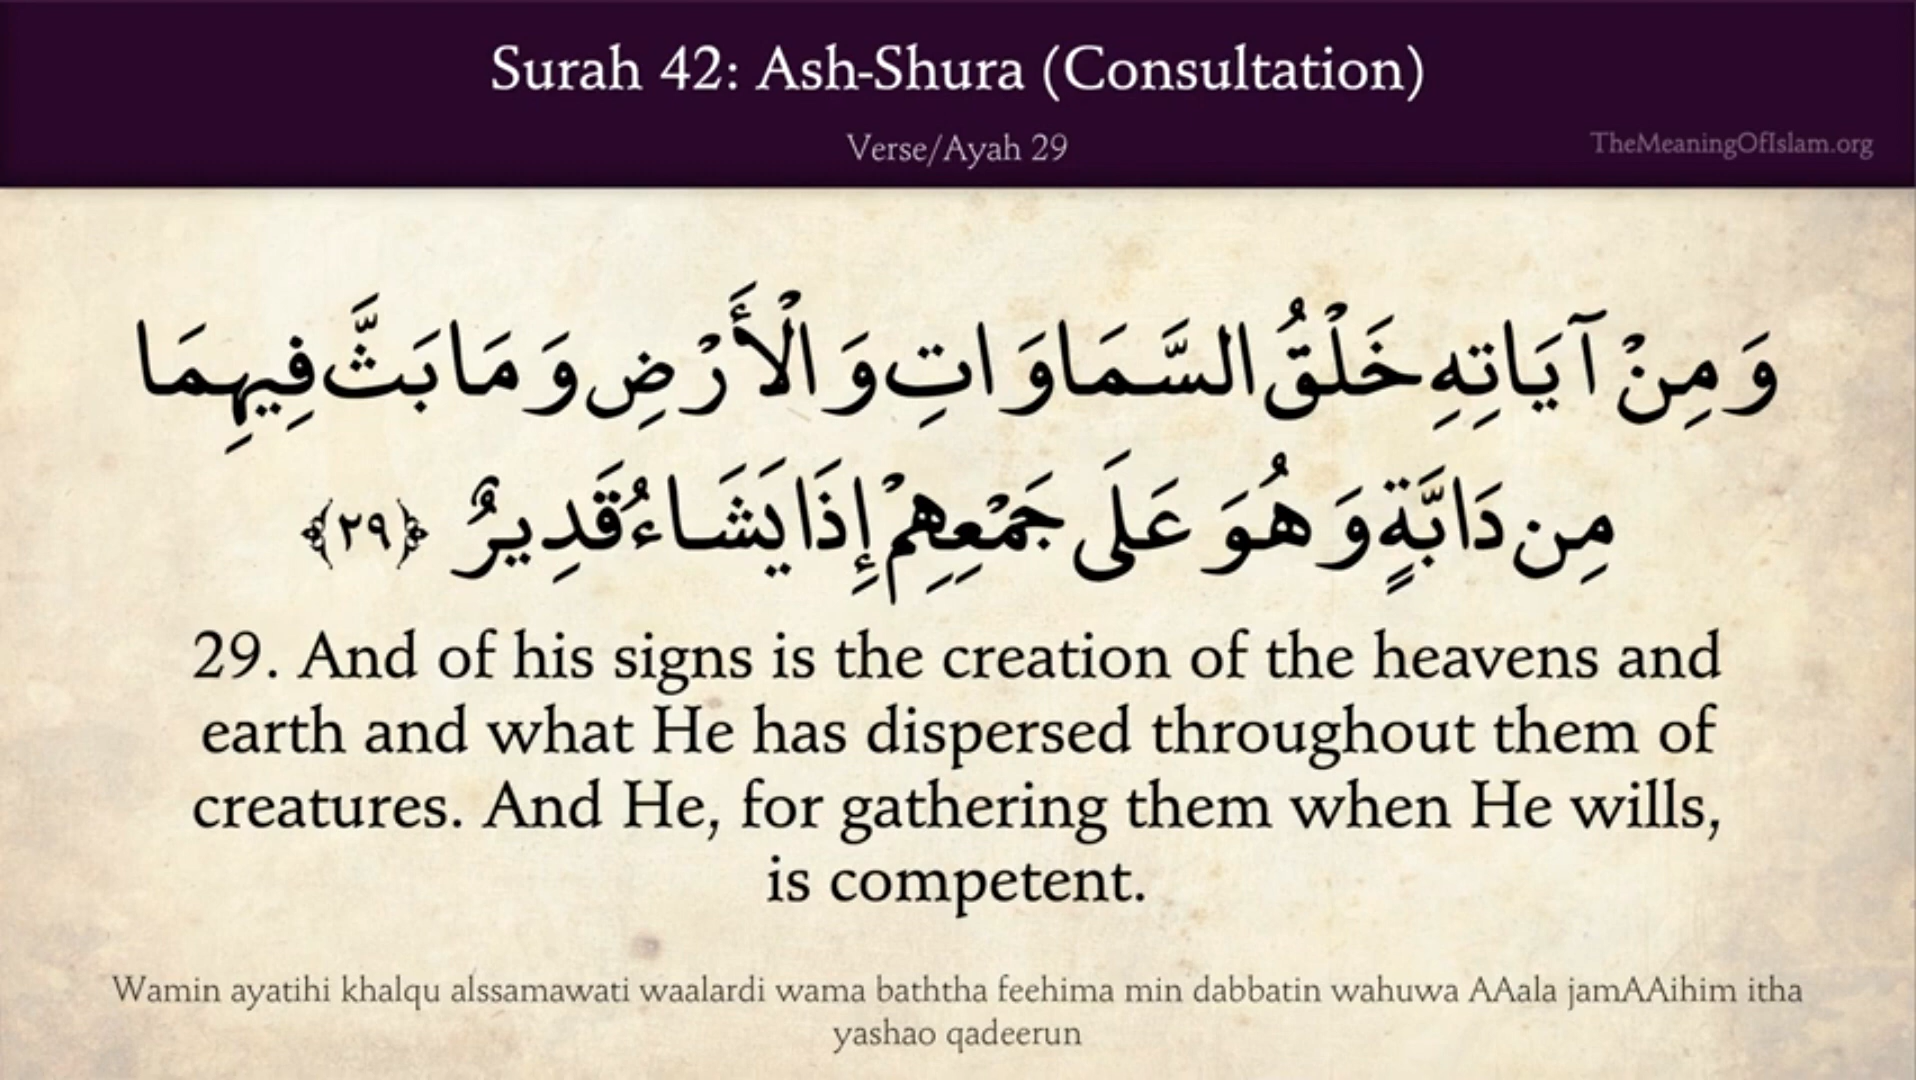 Surah 42: Ash-Shura (Consultation)
Verse/Ayah 29
TheMeaningOfIslam.org
وَمِنْ آيَاتِهِ خَلْقُ السَّمَاوَاتِ وَالْأَرْضِ وَمَا بَثَّ فِيهِمَا
مِن دَابَّةٍ وَهُوَ عَلَى جَمْعِهِمْ إِذَا يَشَاءُ قَدِيرٌ ﴿٢٩﴾
29. And of his signs is the creation of the heavens and
earth and what He has dispersed throughout them of
creatures. And He, for gathering them when He wills,
is competent.
Wamin ayatihi khalqu alssamawati waalardi wama baththa feehima min dabbatin wahuwa AAala jamAAihim itha
yashao qadeerun